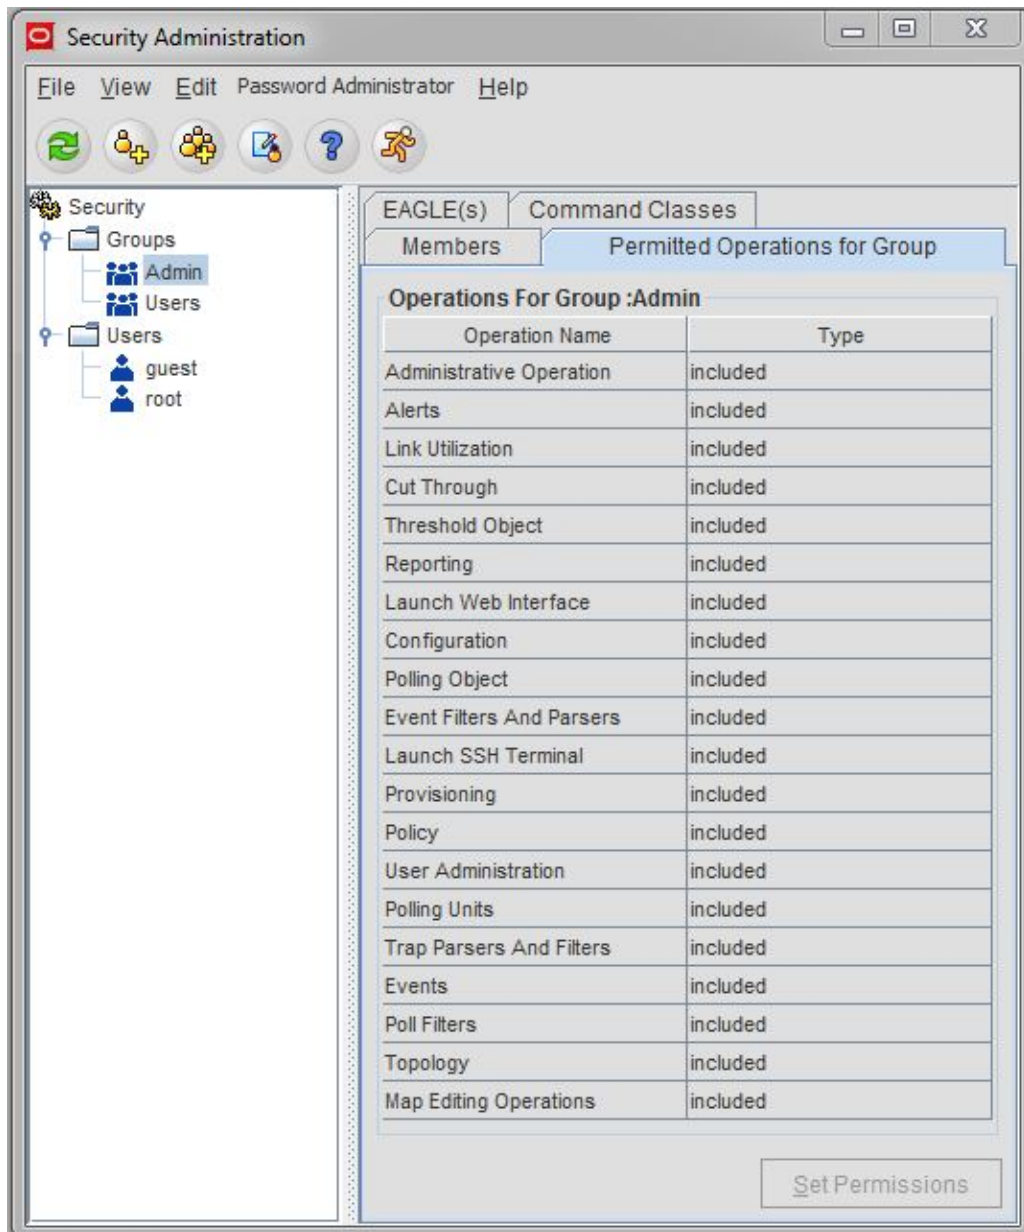 Security Administration
File View Edit Password Administrator Help
Security
Groups
Admin
Users
Users
guest
root
EAGLE(s) Command Classes
Members Permitted Operations for Group
Operations For Group :Admin
Operation Name Type
Administrative Operation included
Alerts included
Link Utilization included
Cut Through included
Threshold Object included
Reporting included
Launch Web Interface included
Configuration included
Polling Object included
Event Filters And Parsers included
Launch SSH Terminal included
Provisioning included
Policy included
User Administration included
Polling Units included
Trap Parsers And Filters included
Events included
Poll Filters included
Topology included
Map Editing Operations included
Set Permissions